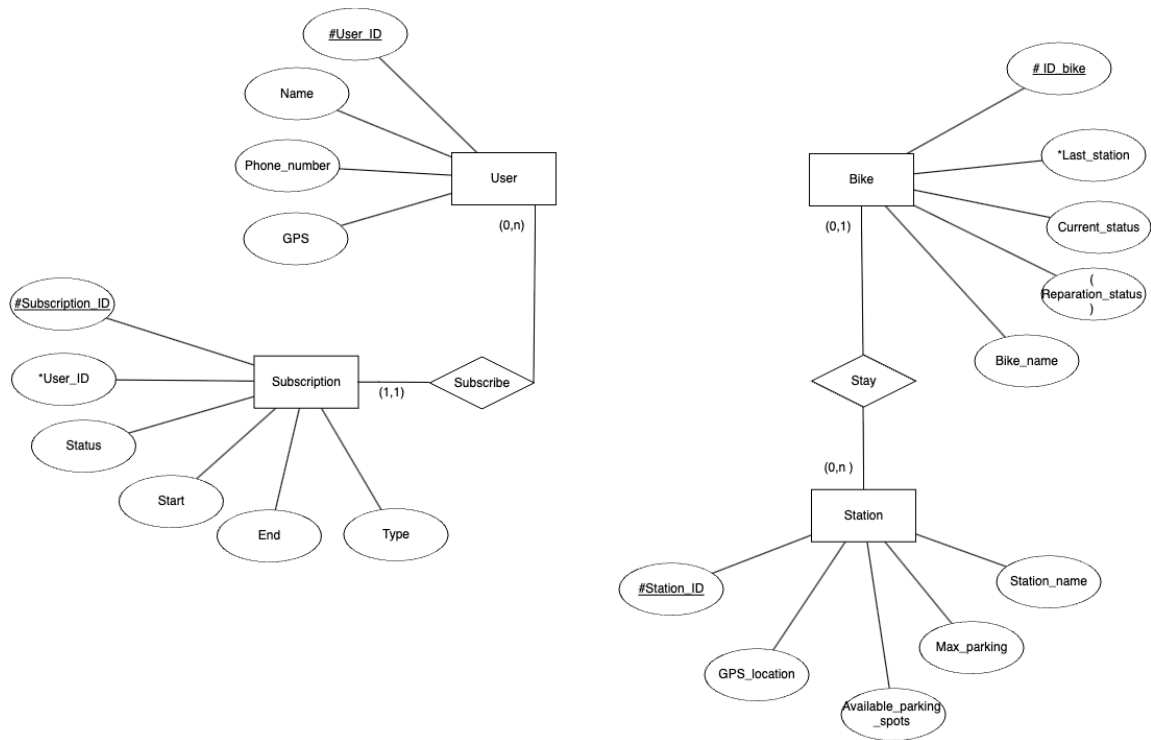 #User_ID
Name
Phone_number
GPS
User
(0,n)
#Subscription_ID
*User_ID
Status
Start
End
Type
Subscription
(1,1)
Subscribe
# ID_bike
*Last_station
Current_status
(
Reparation_status
)
Bike_name
Bike
(0,1)
Stay
(0,n )
Station
#Station_ID
GPS_location
Available_parking
_spots
Max_parking
Station_name